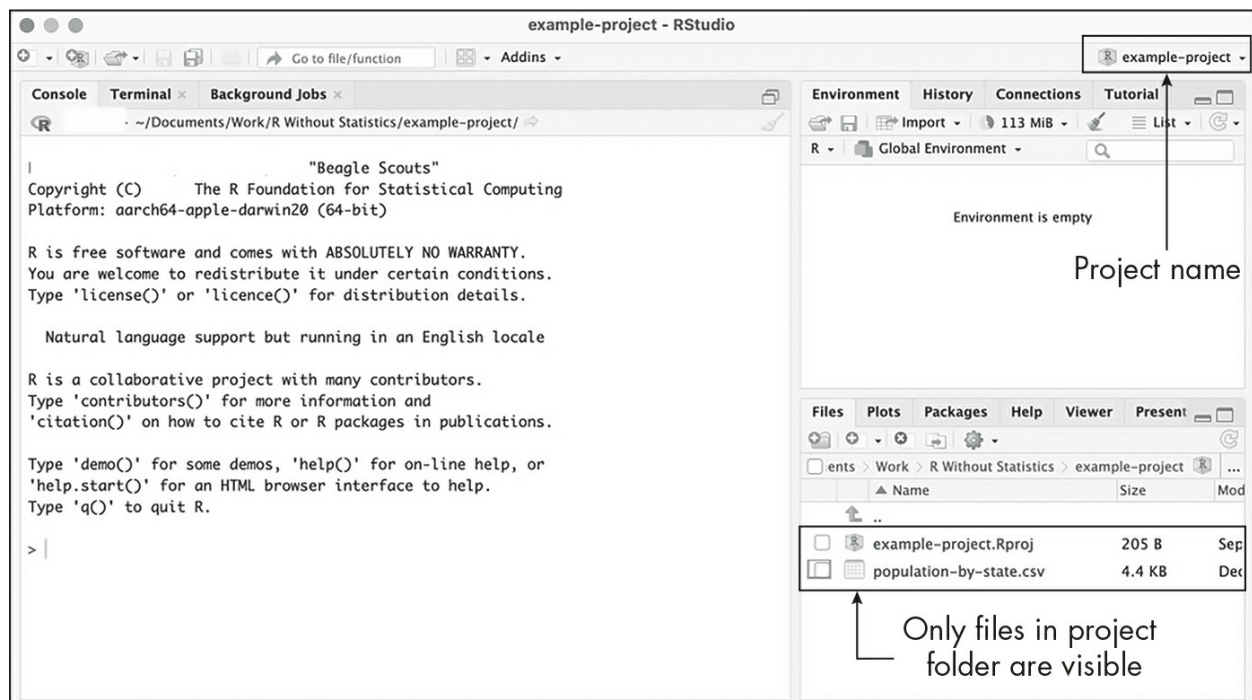 example-project - RStudio
Go to file/function
Addins
example-project
Console Terminal Background Jobs
~/Documents/Work/R Without Statistics/example-project/
"Beagle Scouts"
Copyright (C) The R Foundation for Statistical Computing
Platform: aarch64-apple-darwin20 (64-bit)
R is free software and comes with ABSOLUTELY NO WARRANTY.
You are welcome to redistribute it under certain conditions.
Type 'license()' or 'licence()' for distribution details.
Natural language support but running in an English locale
R is a collaborative project with many contributors.
Type 'contributors()' for more information and
'citation()' on how to cite R or R packages in publications.
Type 'demo()' for some demos, 'help()' for on-line help, or
'help.start()' for an HTML browser interface to help.
Type 'q()' to quit R.
>
Environment History Connections Tutorial
Import 113 MiB List
R Global Environment
Environment is empty
Project name
Files Plots Packages Help Viewer Present
ents > Work > R Without Statistics > example-project ...
Name Size Mod
..
example-project.Rproj 205 B Sep
population-by-state.csv 4.4 KB Dec
Only files in project
folder are visible